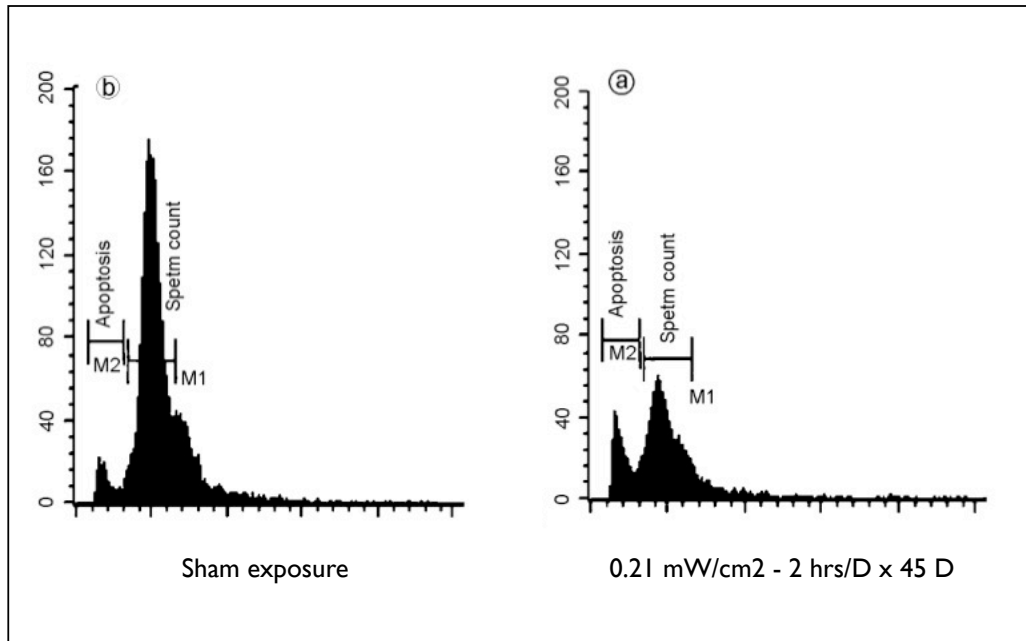 b
200
160
120
80
40
0
Apoptosis
M2
Spetm count
M1
Sham exposure
a
200
160
120
80
40
0
Apoptosis
M2
Spetm count
M1
0.21 mW/cm2 - 2 hrs/D x 45 D